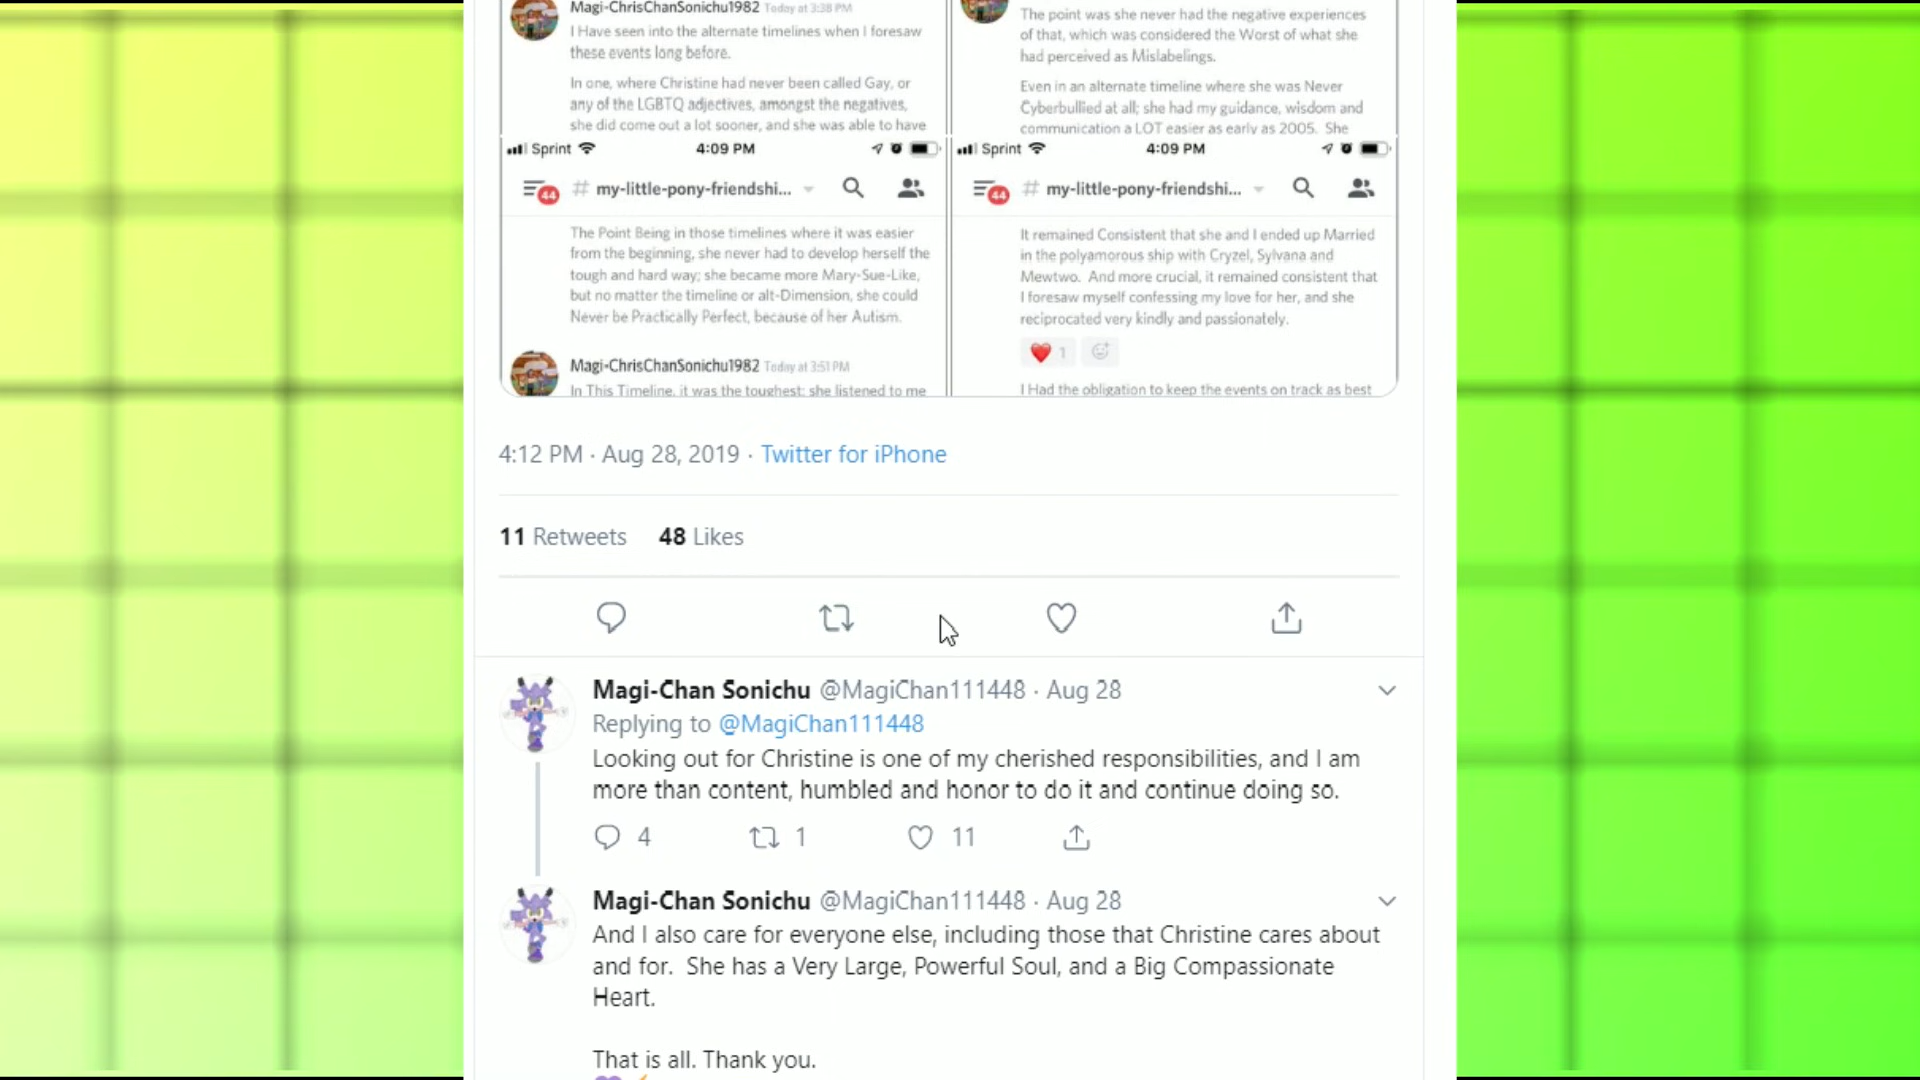 Magi-ChrisChanSonichu1982 Today at 3:38 PM
I Have seen into the alternate timelines when I foresaw
these events long before.
In one, where Christine had never been called Gay, or
any of the LGBTQ adjectives, amongst the negatives,
she did come out a lot sooner, and she was able to have
The point was she never had the negative experiences
of that, which was considered the Worst of what she
had perceived as Mislabelings.
Even in an alternate timeline where she was Never
Cyberbullied at all; she had my guidance, wisdom and
communication a LOT easier as early as 2005. She
Sprint 4:09 PM
44 # my-little-pony-friendshi...
The Point Being in those timelines where it was easier
from the beginning, she never had to develop herself the
tough and hard way; she became more Mary-Sue-Like,
but no matter the timeline or alt-Dimension, she could
Never be Practically Perfect, because of her Autism.
Magi-ChrisChanSonichu1982 Today at 3:51 PM
In This Timeline, it was the toughest; she listened to me
Sprint 4:09 PM
44 # my-little-pony-friendshi...
It remained Consistent that she and I ended up Married
in the polyamorous ship with Cryzel, Sylvana and
Mewtwo. And more crucial, it remained consistent that
I foresaw myself confessing my love for her, and she
reciprocated very kindly and passionately.
1
I Had the obligation to keep the events on track as best
4:12 PM · Aug 28, 2019 · Twitter for iPhone
11 Retweets 48 Likes
Magi-Chan Sonichu @MagiChan111448 · Aug 28
Replying to @MagiChan111448
Looking out for Christine is one of my cherished responsibilities, and I am
more than content, humbled and honor to do it and continue doing so.
4 1 11
Magi-Chan Sonichu @MagiChan111448 · Aug 28
And I also care for everyone else, including those that Christine cares about
and for. She has a Very Large, Powerful Soul, and a Big Compassionate
Heart.
That is all. Thank you.